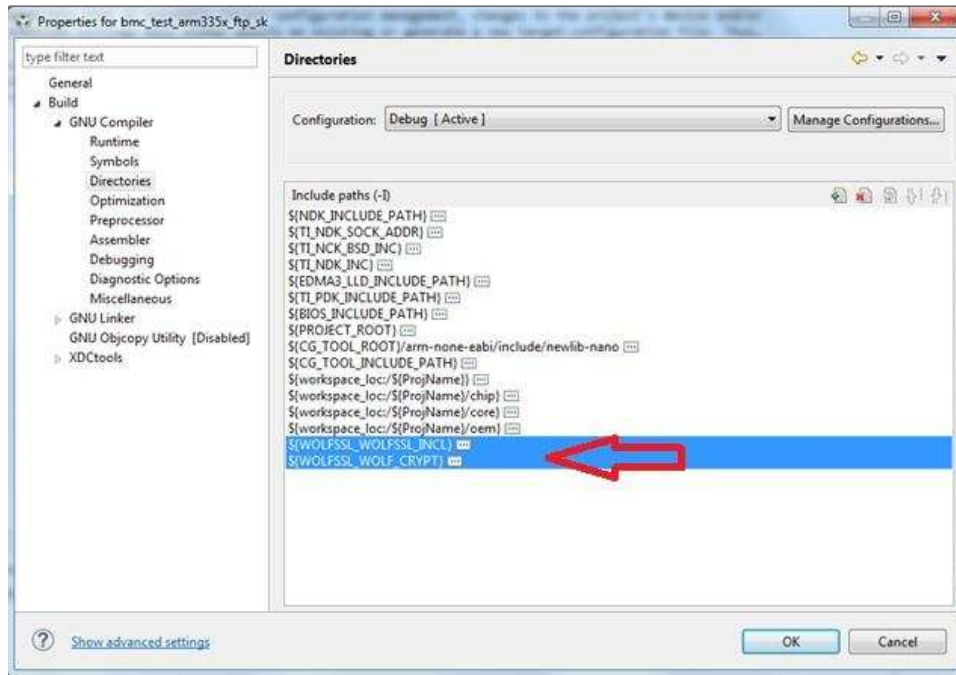 Properties for bmc_test_arm335x_ftp_sk
type filter text
Directories
General
Build
GNU Compiler
Runtime
Symbols
Directories
Optimization
Preprocessor
Assembler
Debugging
Diagnostic Options
Miscellaneous
GNU Linker
GNU Objcopy Utility [Disabled]
XDCtools
Configuration: Debug [ Active ]
Manage Configurations...
Include paths (-I)
${NDK_INCLUDE_PATH}
${TI_NDK_SOCK_ADDR}
${TI_NCK_BSD_INC}
${TI_NDK_INC}
${EDMA3_LLD_INCLUDE_PATH}
${TI_PDK_INCLUDE_PATH}
${BIOS_INCLUDE_PATH}
${PROJECT_ROOT}
${CG_TOOL_ROOT}/arm-none-eabi/include/newlib-nano
${CG_TOOL_INCLUDE_PATH}
${workspace_loc:/${ProjName}}
${workspace_loc:/${ProjName}/chip}
${workspace_loc:/${ProjName}/core}
${workspace_loc:/${ProjName}/oem}
${WOLFSSL_WOLFSSL_INCL}
${WOLFSSL_WOLF_CRYPT}
Show advanced settings
OK
Cancel